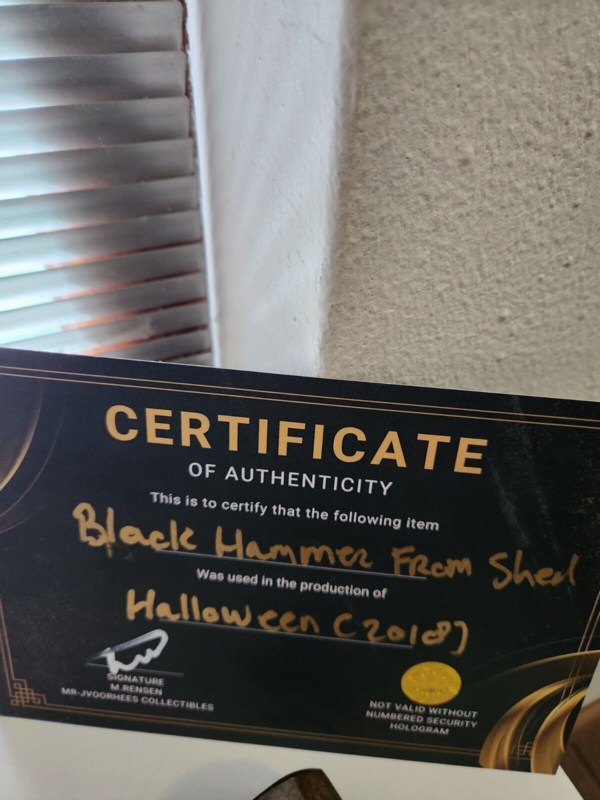 CERTIFICATE
OF AUTHENTICITY
This is to certify that the following item
Black Hammer From Shed
Was used in the production of
Halloween (2018)
SIGNATURE
M.RENSEN
MR-JVOORHEES COLLECTIBLES
NOT VALID WITHOUT
NUMBERED SECURITY
HOLOGRAM